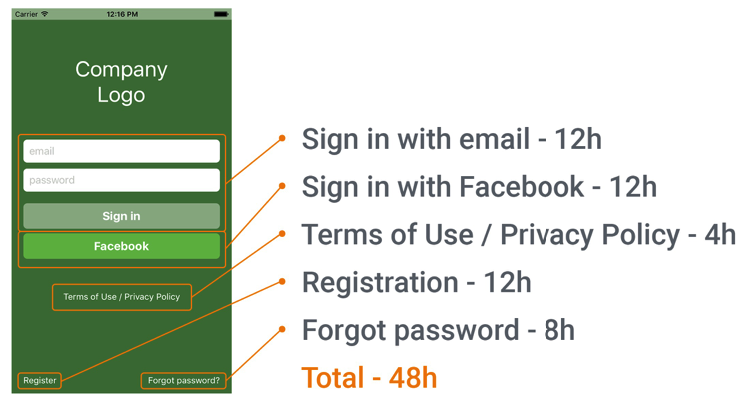 Carrier 12:16 PM
Company
Logo
email
password
Sign in
Facebook
Terms of Use / Privacy Policy
Register
Forgot password?
Sign in with email - 12h
Sign in with Facebook - 12h
Terms of Use / Privacy Policy - 4h
Registration - 12h
Forgot password - 8h
Total - 48h